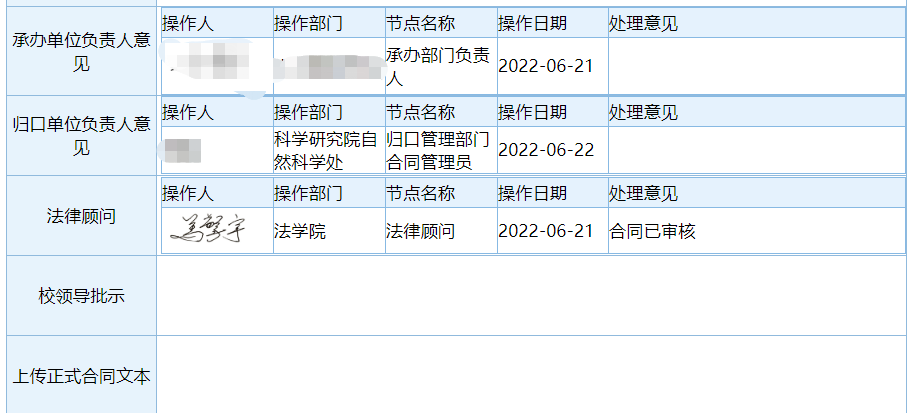 承办单位负责人意
见
操作人 操作部门 节点名称 操作日期 处理意见
承办部门负责
人
2022-06-21
归口单位负责人意
见
操作人 操作部门 节点名称 操作日期 处理意见
科学研究院自
然科学处
归口管理部门
合同管理员
2022-06-22
法律顾问
操作人 操作部门 节点名称 操作日期 处理意见
法学院 法律顾问 2022-06-21 合同已审核
校领导批示
上传正式合同文本